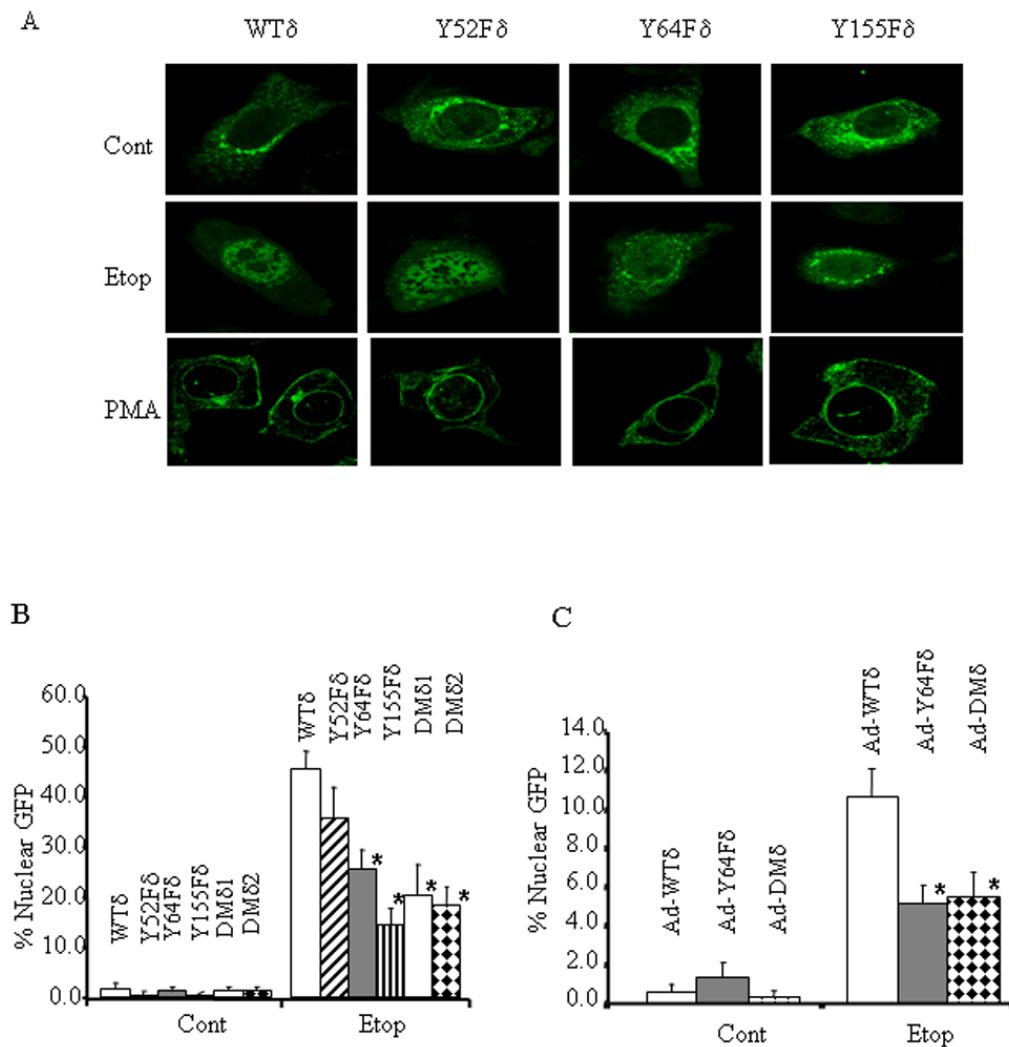 A
WTδ Y52Fδ Y64Fδ Y155Fδ
Cont
Etop
PMA
B
% Nuclear GFP
60.0
50.0
40.0
30.0
20.0
10.0
0.0
WTδ
Y52Fδ
Y64Fδ
Y155Fδ
DMδ1
DMδ2
WTδ
Y52Fδ
Y64Fδ
Y155Fδ
DMδ1
DMδ2
* * * *
Cont Etop
C
% Nuclear GFP
14.0
12.0
10.0
8.0
6.0
4.0
2.0
0.0
Ad-WTδ
Ad-Y64Fδ
Ad-DMδ
Ad-WTδ
Ad-Y64Fδ
Ad-DMδ
* *
Cont Etop